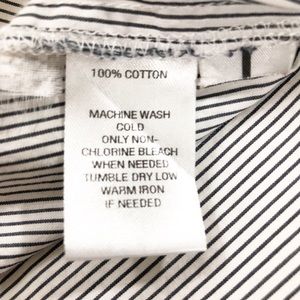 100% COTTON
MACHINE WASH
COLD
ONLY NON-
CHLORINE BLEACH
WHEN NEEDED
TUMBLE DRY LOW
WARM IRON
IF NEEDED